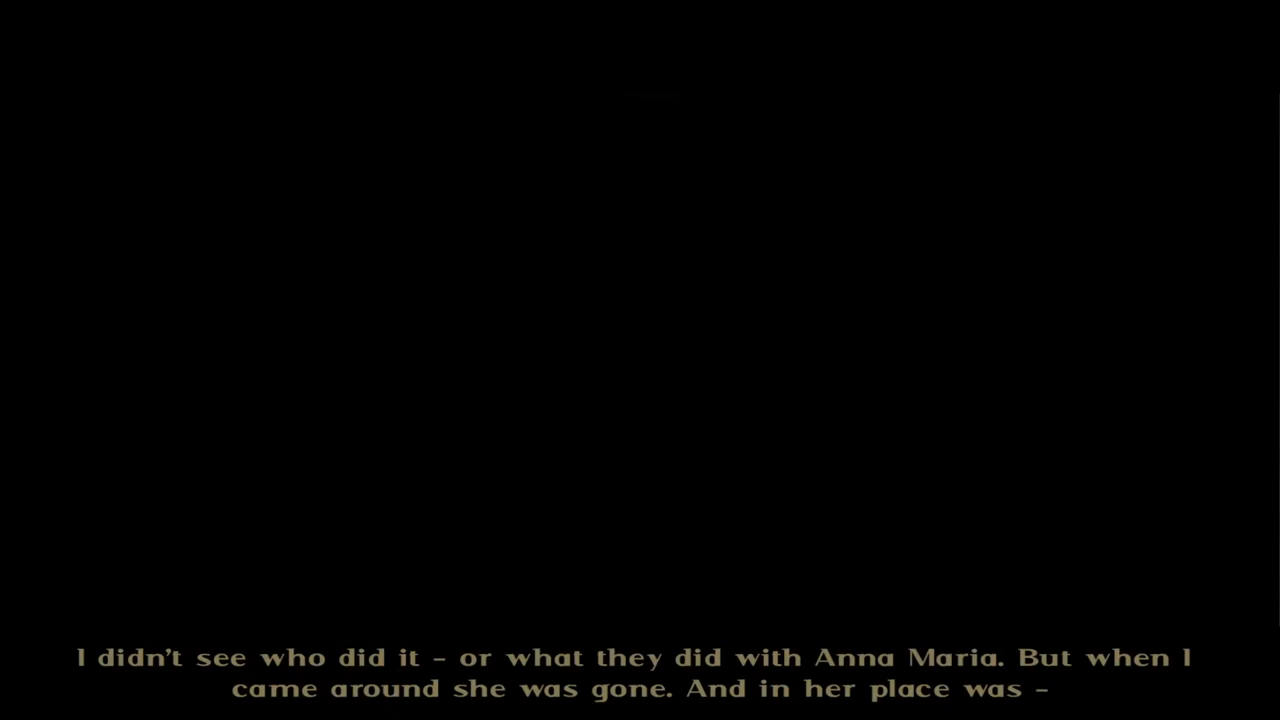 I didn't see who did it - or what they did with Anna Maria. But when I
came around she was gone. And in her place was -